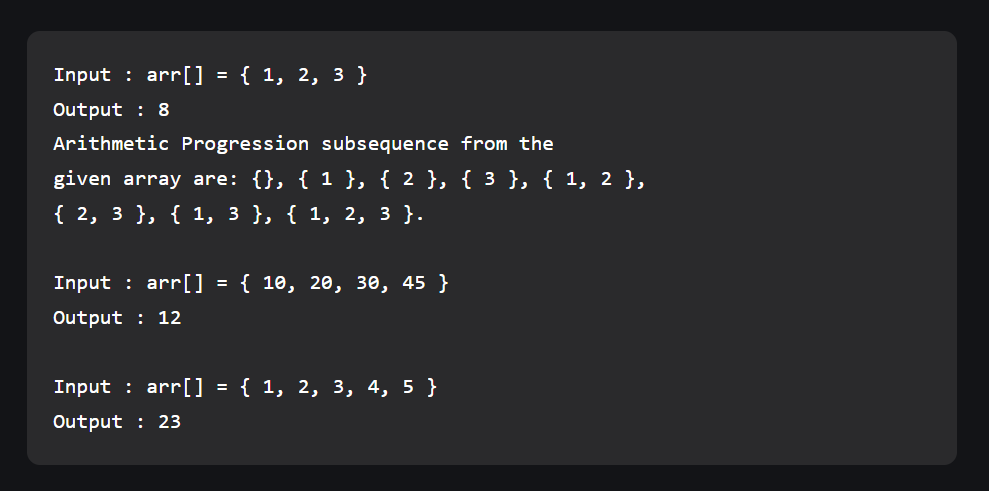 Input : arr[] = { 1, 2, 3 }
Output : 8
Arithmetic Progression subsequence from the
given array are: {}, { 1 }, { 2 }, { 3 }, { 1, 2 },
{ 2, 3 }, { 1, 3 }, { 1, 2, 3 }.
Input : arr[] = { 10, 20, 30, 45 }
Output : 12
Input : arr[] = { 1, 2, 3, 4, 5 }
Output : 23